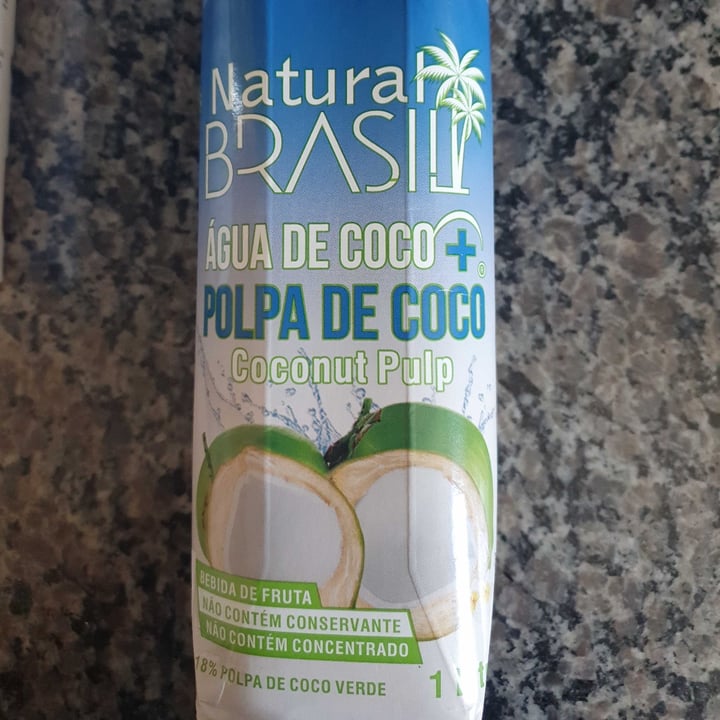 Natural
BRASIL
ÁGUA DE COCO +
POLPA DE COCO
Coconut Pulp
BEBIDA DE FRUTA
NÃO CONTÉM CONSERVANTE
NÃO CONTÉM CONCENTRADO
18% POLPA DE COCO VERDE
1